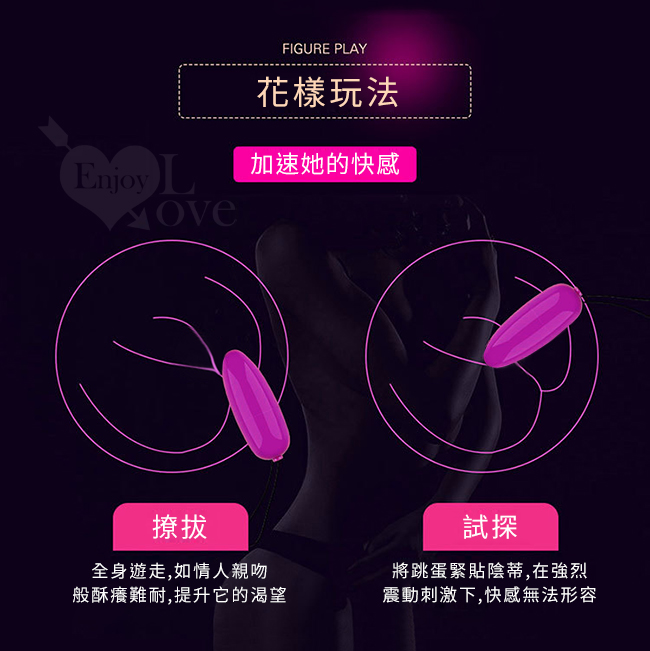 FIGURE PLAY
花樣玩法
加速她的快感
Enjoy Love
撩拔
全身遊走,如情人親吻
般酥癢難耐,提升它的渴望
試探
將跳蛋緊貼陰蒂,在強烈
震動刺激下,快感無法形容